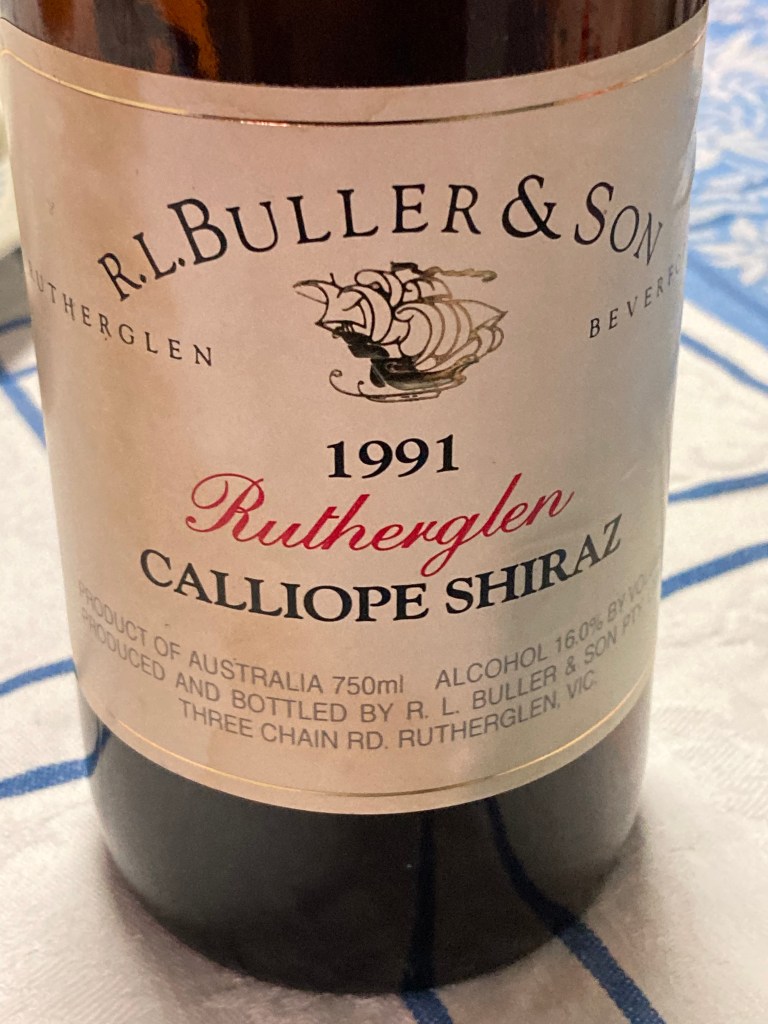 R.L. BULLER & SON
RUTHERGLEN
1991
Rutherglen
CALLIOPE SHIRAZ
PRODUCT OF AUSTRALIA 750ml ALCOHOL 16.0% BY
PRODUCED AND BOTTLED BY R. L. BULLER & SON PTY.
THREE CHAIN RD. RUTHERGLEN, VIC.